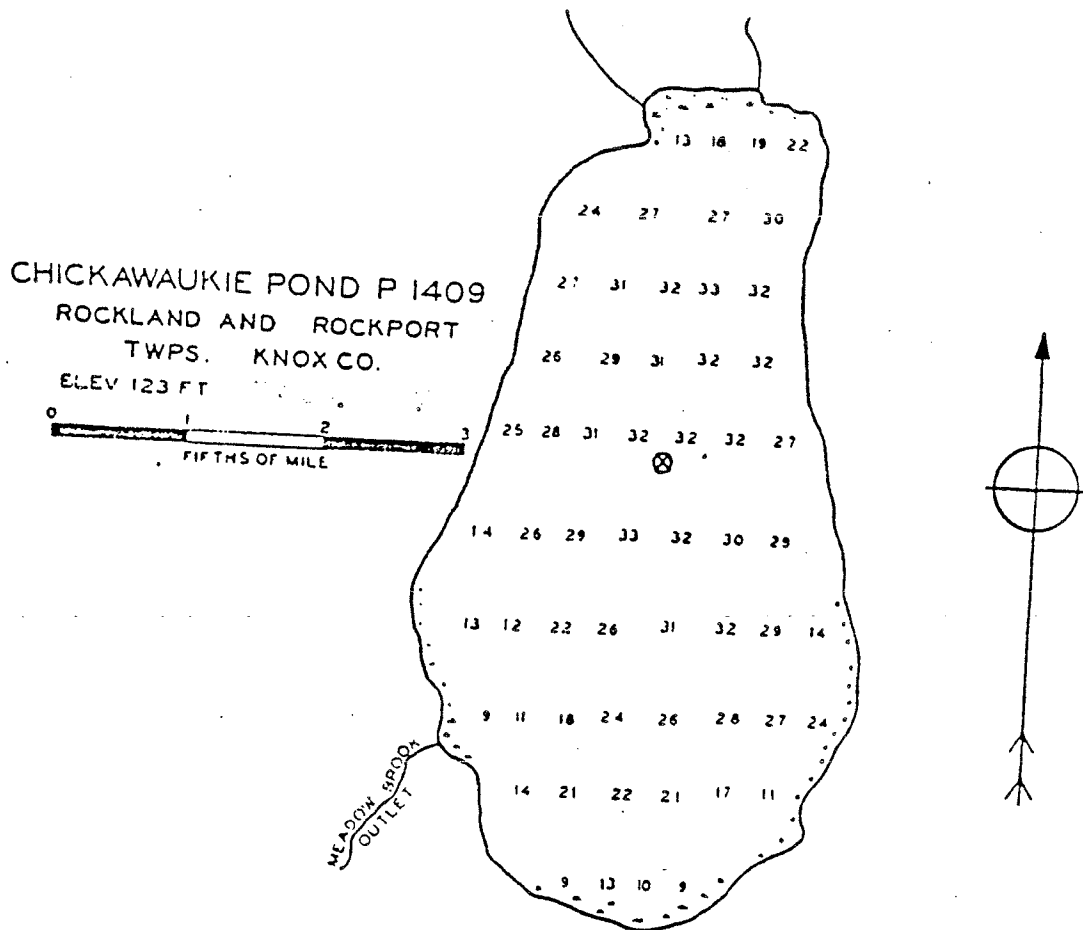 13 18 19 22
24 27 27 30
CHICKAWAUKIE POND P 1409
27 31 32 33 32
ROCKLAND AND ROCKPORT
TWPS. KNOX CO.
26 29 31 32 32
ELEV 123 FT
0 1 2 3
FIFTHS OF MILE
25 28 31 32 32 32 27
14 26 29 33 32 30 29
13 12 22 26 31 32 29 14
9 11 18 24 26 28 27 24
MEADOW BROOK
OUTLET
14 21 22 21 17 11
9 13 10 9